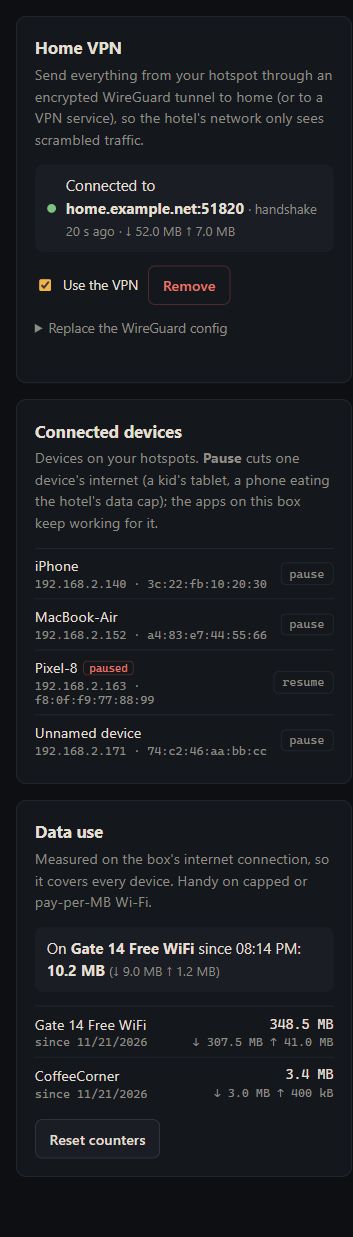 Home VPN
Send everything from your hotspot through an
encrypted WireGuard tunnel to home (or to a
VPN service), so the hotel's network only sees
scrambled traffic.
Connected to
home.example.net:51820 · handshake
20 s ago · ↓ 52.0 MB ↑ 7.0 MB
Use the VPN
Remove
▶ Replace the WireGuard config
Connected devices
Devices on your hotspots. Pause cuts one
device's internet (a kid's tablet, a phone eating
the hotel's data cap); the apps on this box
keep working for it.
iPhone
192.168.2.140 · 3c:22:fb:10:20:30
pause
MacBook-Air
192.168.2.152 · a4:83:e7:44:55:66
pause
Pixel-8 paused
192.168.2.163 ·
f8:0f:f9:77:88:99
resume
Unnamed device
192.168.2.171 · 74:c2:46:aa:bb:cc
pause
Data use
Measured on the box's internet connection, so
it covers every device. Handy on capped or
pay-per-MB Wi-Fi.
On Gate 14 Free WiFi since 08:14 PM:
10.2 MB (↓ 9.0 MB ↑ 1.2 MB)
Gate 14 Free WiFi 348.5 MB
since 11/21/2026 ↓ 307.5 MB ↑ 41.0 MB
CoffeeCorner 3.4 MB
since 11/21/2026 ↓ 3.0 MB ↑ 400 kB
Reset counters